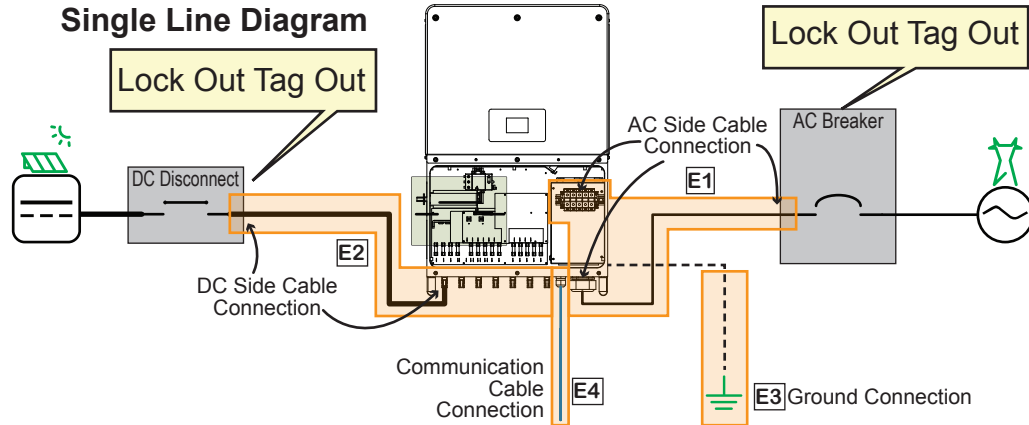 Single Line Diagram
Lock Out Tag Out
Lock Out Tag Out
DC Disconnect
AC Side Cable
Connection
AC Breaker
E1
E2
DC Side Cable
Connection
Communication
Cable
Connection
E4
E3 Ground Connection